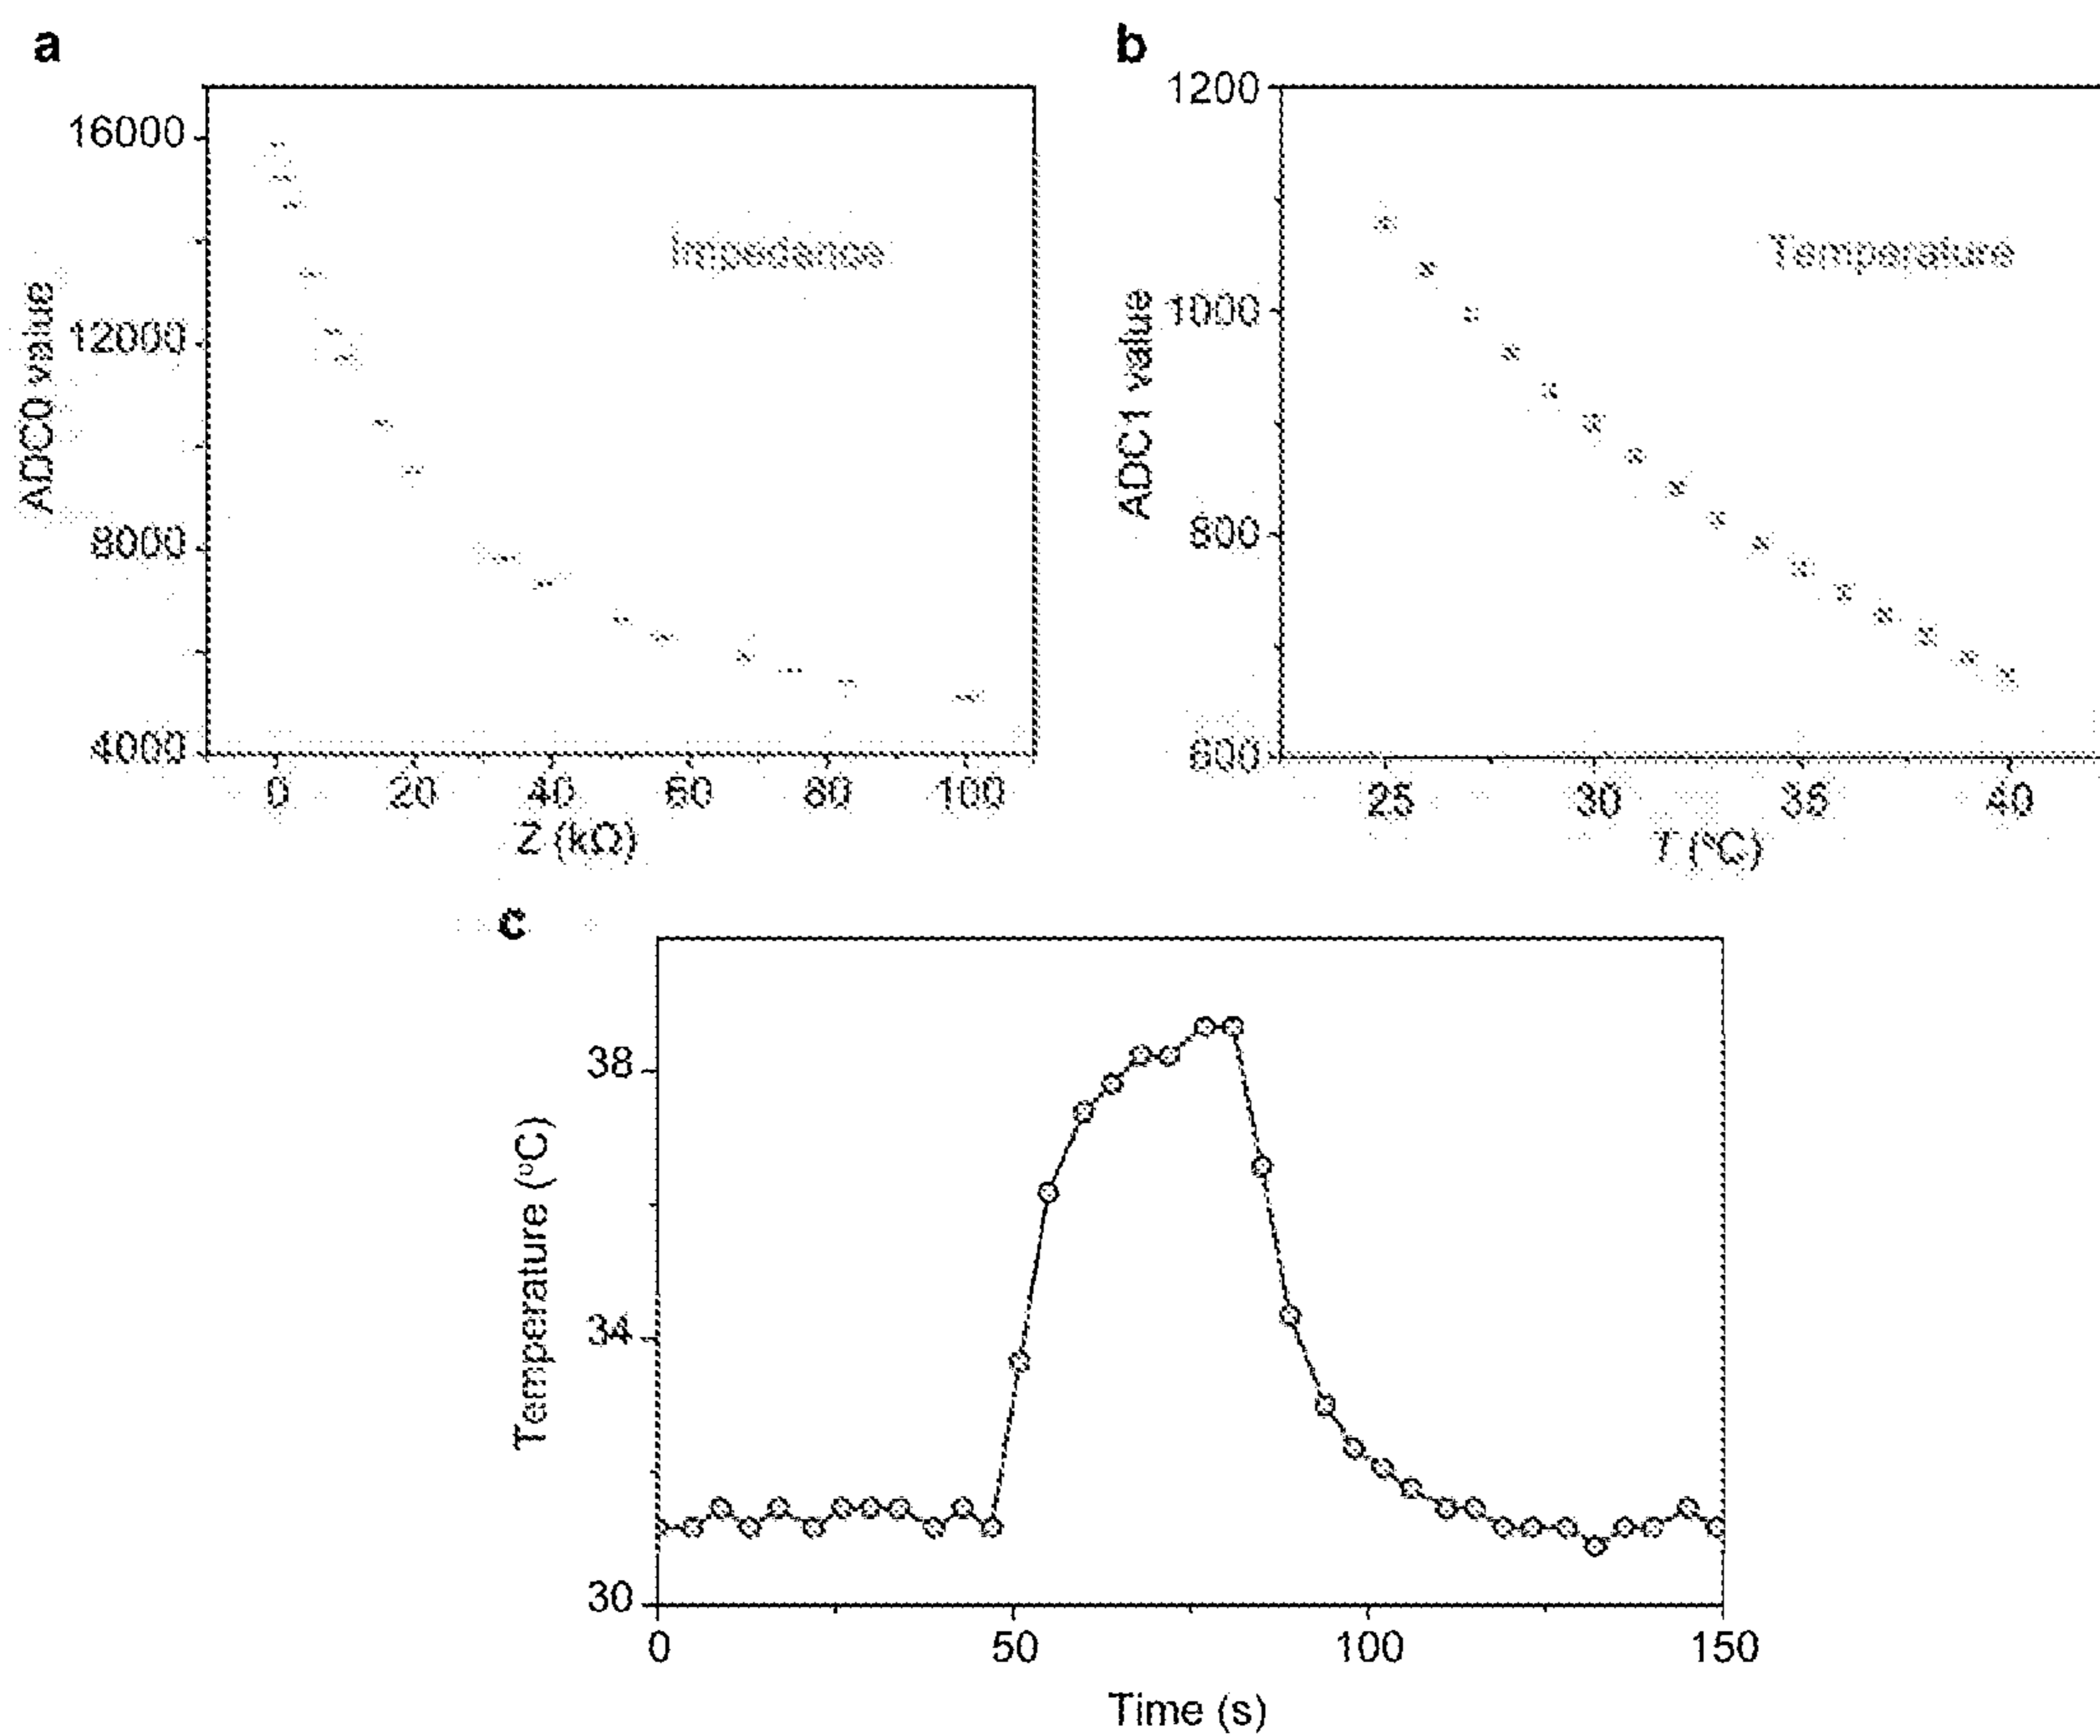 a
16000
12000
8000
4000
ADC0 value
Impedance
0 20 40 60 80 100
Z (kΩ)
b
1200
1000
800
600
ADC1 value
Temperature
25 30 35 40
T (°C)
c
38
34
30
Temperature (°C)
0 50 100 150
Time (s)